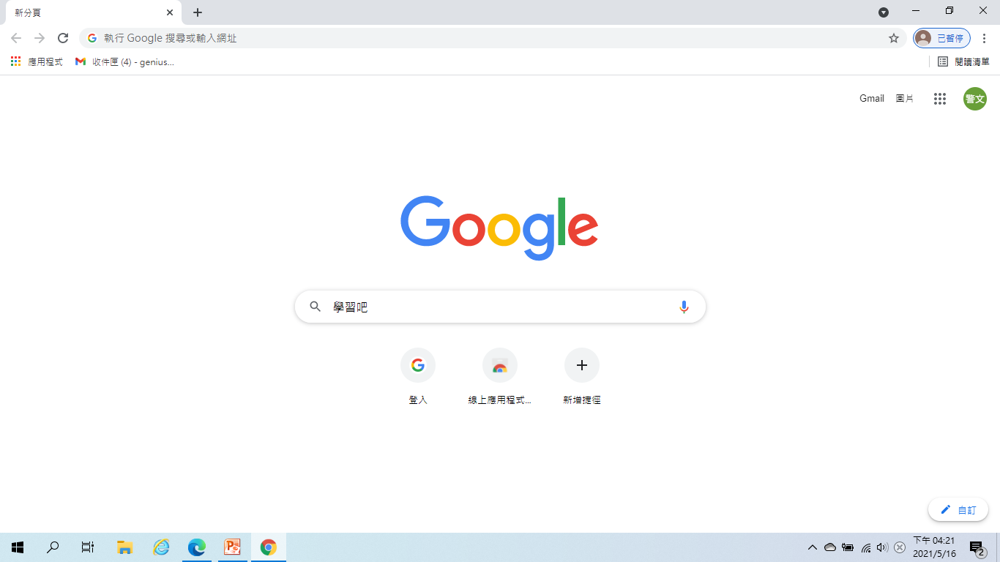 新分頁
執行 Google 搜尋或輸入網址
已暫停
應用程式
收件匣 (4) - genius...
閱讀清單
Gmail
圖片
警文
Google
學習吧
登入
線上應用程式...
新增捷徑
自訂
下午 04:21
2021/5/16
2